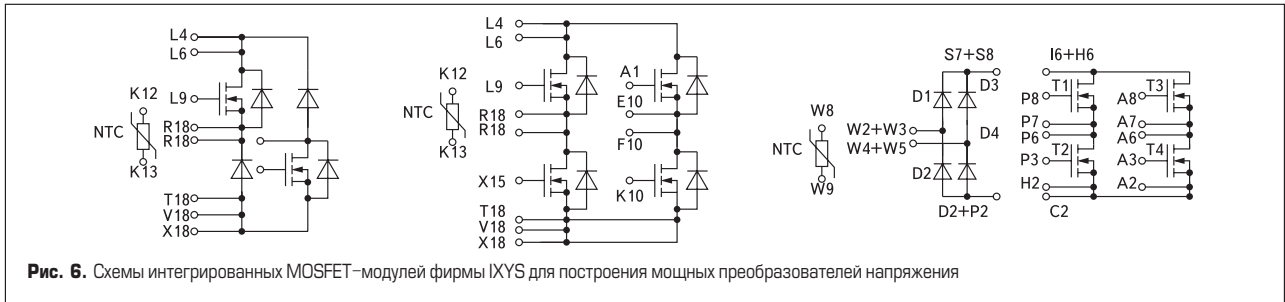 L4
L6
K12
L9
NTC
R18
R18
K13
T18
V18
X18
L4
L6
K12
A1
L9
E10
NTC
R18
R18
F10
K13
X15
K10
T18
V18
X18
S7+S8
I6+H6
D1
D3
T1
T3
P8
A8
W8
W2+W3
P7
A7
D4
P6
A6
NTC
W4+W5
T2
T4
P3
A3
D2
W9
H2
A2
D2+P2
C2
Рис. 6. Схемы интегрированных MOSFET-модулей фирмы IXYS для построения мощных преобразователей напряжения